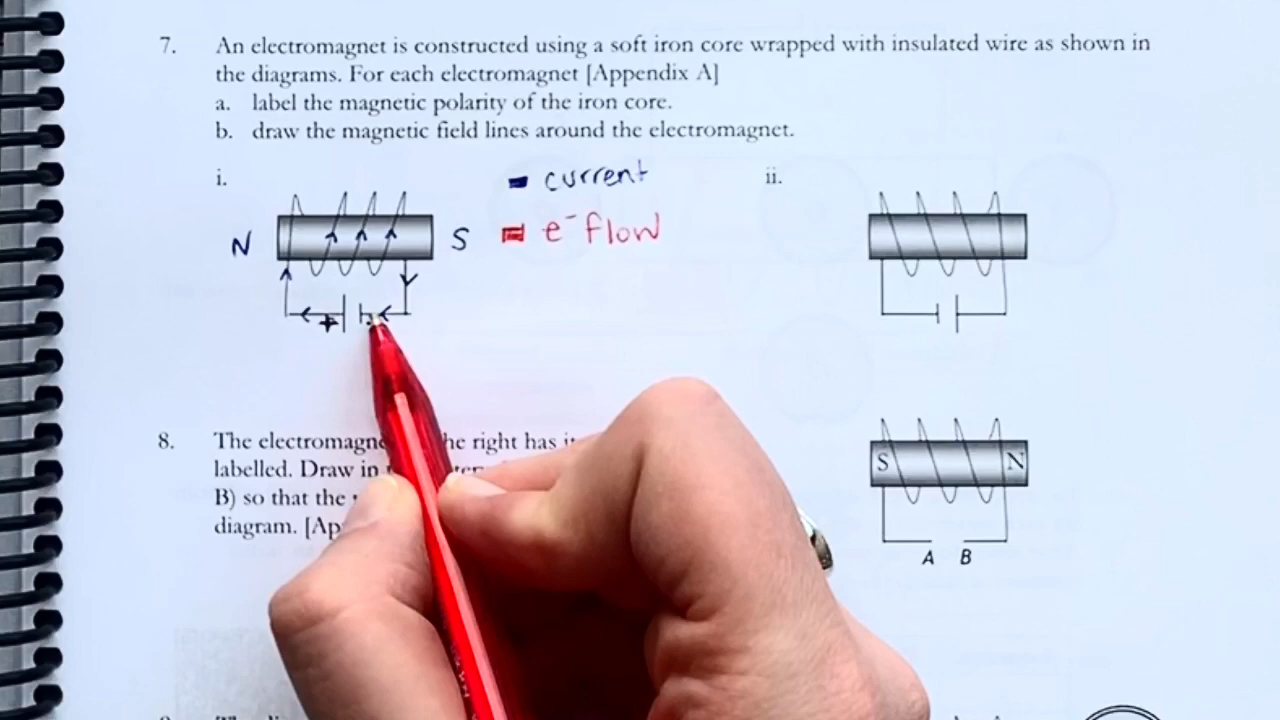 7. An electromagnet is constructed using a soft iron core wrapped with insulated wire as shown in
the diagrams. For each electromagnet [Appendix A]
a. label the magnetic polarity of the iron core.
b. draw the magnetic field lines around the electromagnet.
i. - current ii.
N S = e⁻ flow
+
8. The electromagne he right has it
labelled. Draw in
B) so that the
diagram. [Ap
S N
A B